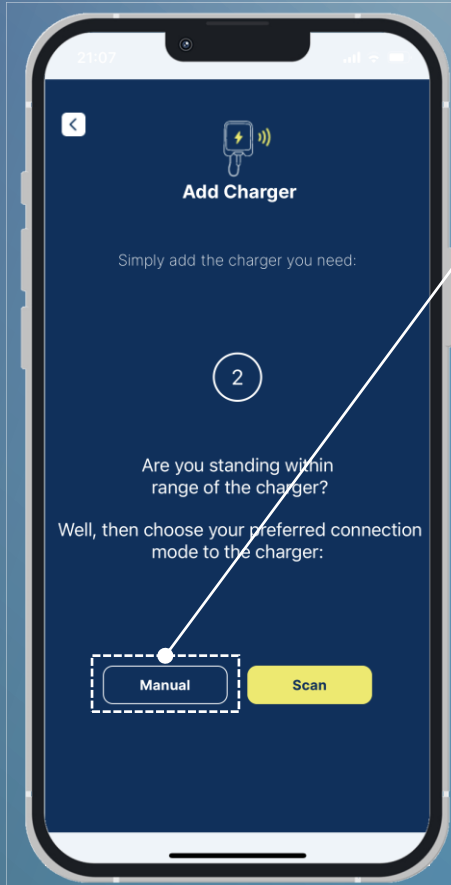 21:07
Add Charger
Simply add the charger you need:
2
Are you standing within
range of the charger?
Well, then choose your preferred connection
mode to the charger:
Manual
Scan